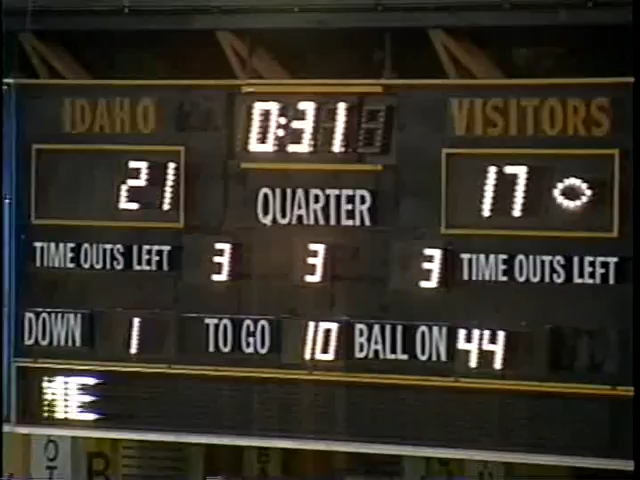 IDAHO 0:31 VISITORS
21 QUARTER 17
TIME OUTS LEFT 3 3 3 TIME OUTS LEFT
DOWN 1 TO GO 10 BALL ON 44